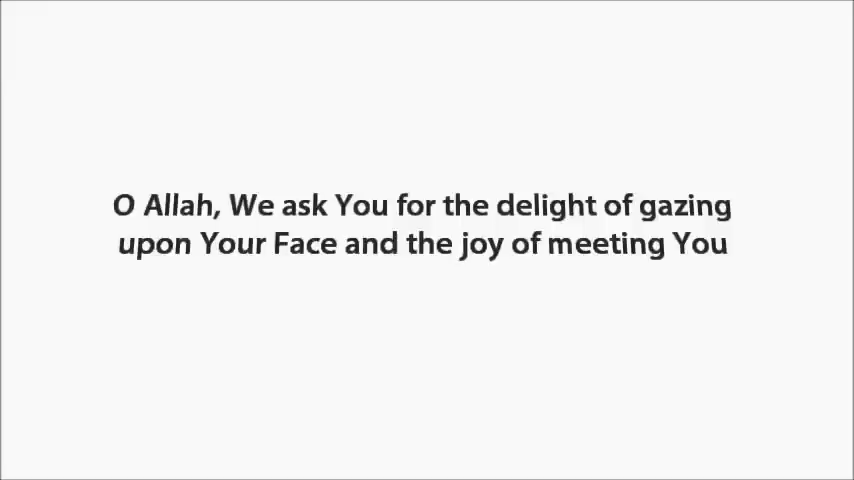 O Allah, We ask You for the delight of gazing
upon Your Face and the joy of meeting You